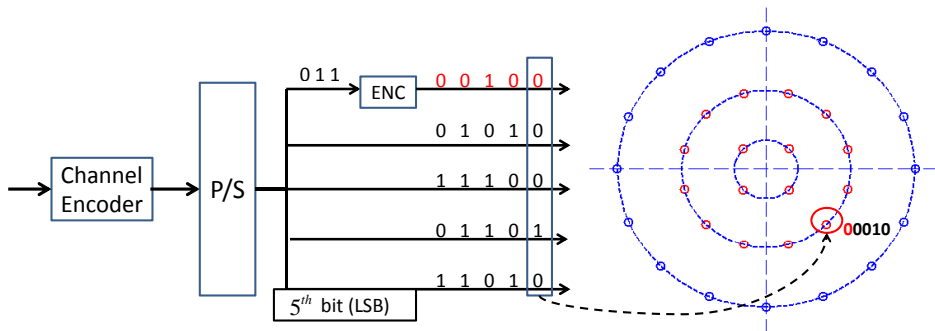 Channel
Encoder
P/S
0 1 1
ENC
0 0 1 0 0
0 1 0 1 0
1 1 1 0 0
0 1 1 0 1
1 1 0 1 0
5th bit (LSB)
00010